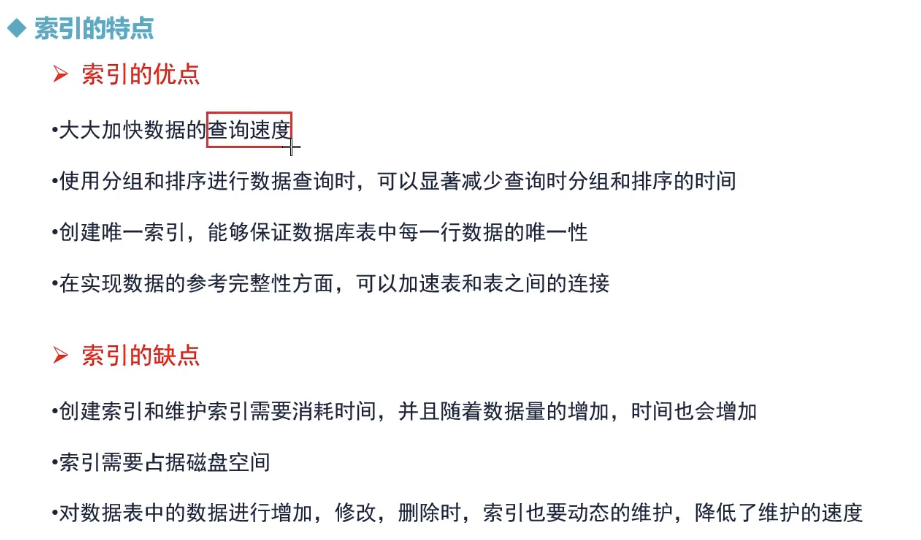 索引的特点
索引的优点
•大大加快数据的查询速度
•使用分组和排序进行数据查询时，可以显著减少查询时分组和排序的时间
•创建唯一索引，能够保证数据库表中每一行数据的唯一性
•在实现数据的参考完整性方面，可以加速表和表之间的连接
索引的缺点
•创建索引和维护索引需要消耗时间，并且随着数据量的增加，时间也会增加
•索引需要占据磁盘空间
•对数据表中的数据进行增加，修改，删除时，索引也要动态的维护，降低了维护的速度